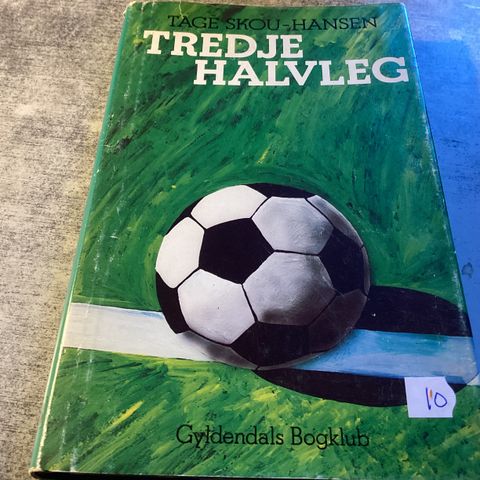 TAGE SKOU-HANSEN
TREDJE
HALVLEG
10
Gyldendals Bogklub